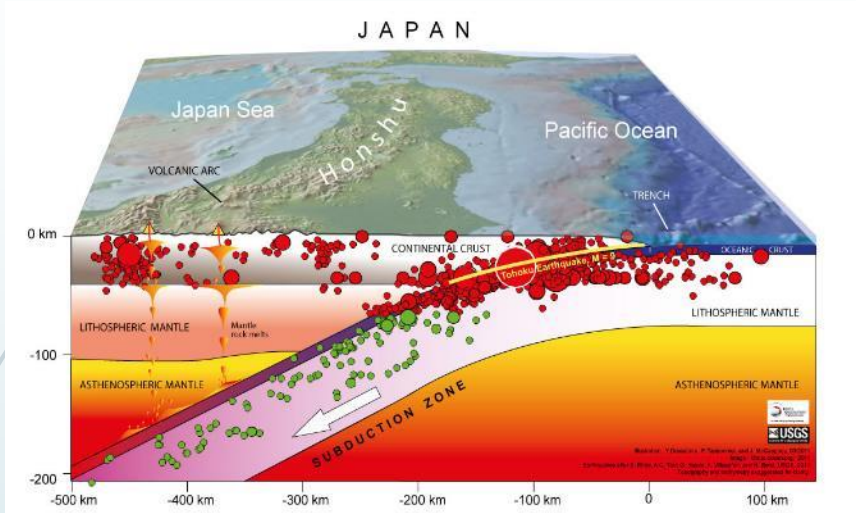 JAPAN
Japan Sea
Honshu
Pacific Ocean
VOLCANIC ARC
TRENCH
0 km
CONTINENTAL CRUST
OCEANIC CRUST
Tohoku Earthquake, M = 9
LITHOSPHERIC MANTLE
Mantle
rock melts
LITHOSPHERIC MANTLE
-100
ASTHENOSPHERIC MANTLE
ASTHENOSPHERIC MANTLE
SUBDUCTION ZONE
USGS
-200
-500 km
-400 km
-300 km
-200 km
-100 km
0
100 km